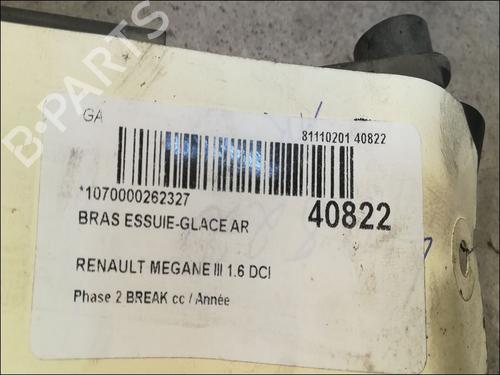 B-PARTS
GA
81110201 40822
*1070000262327
40822
BRAS ESSUIE-GLACE AR
RENAULT MEGANE III 1.6 DCI
Phase 2 BREAK cc / Année